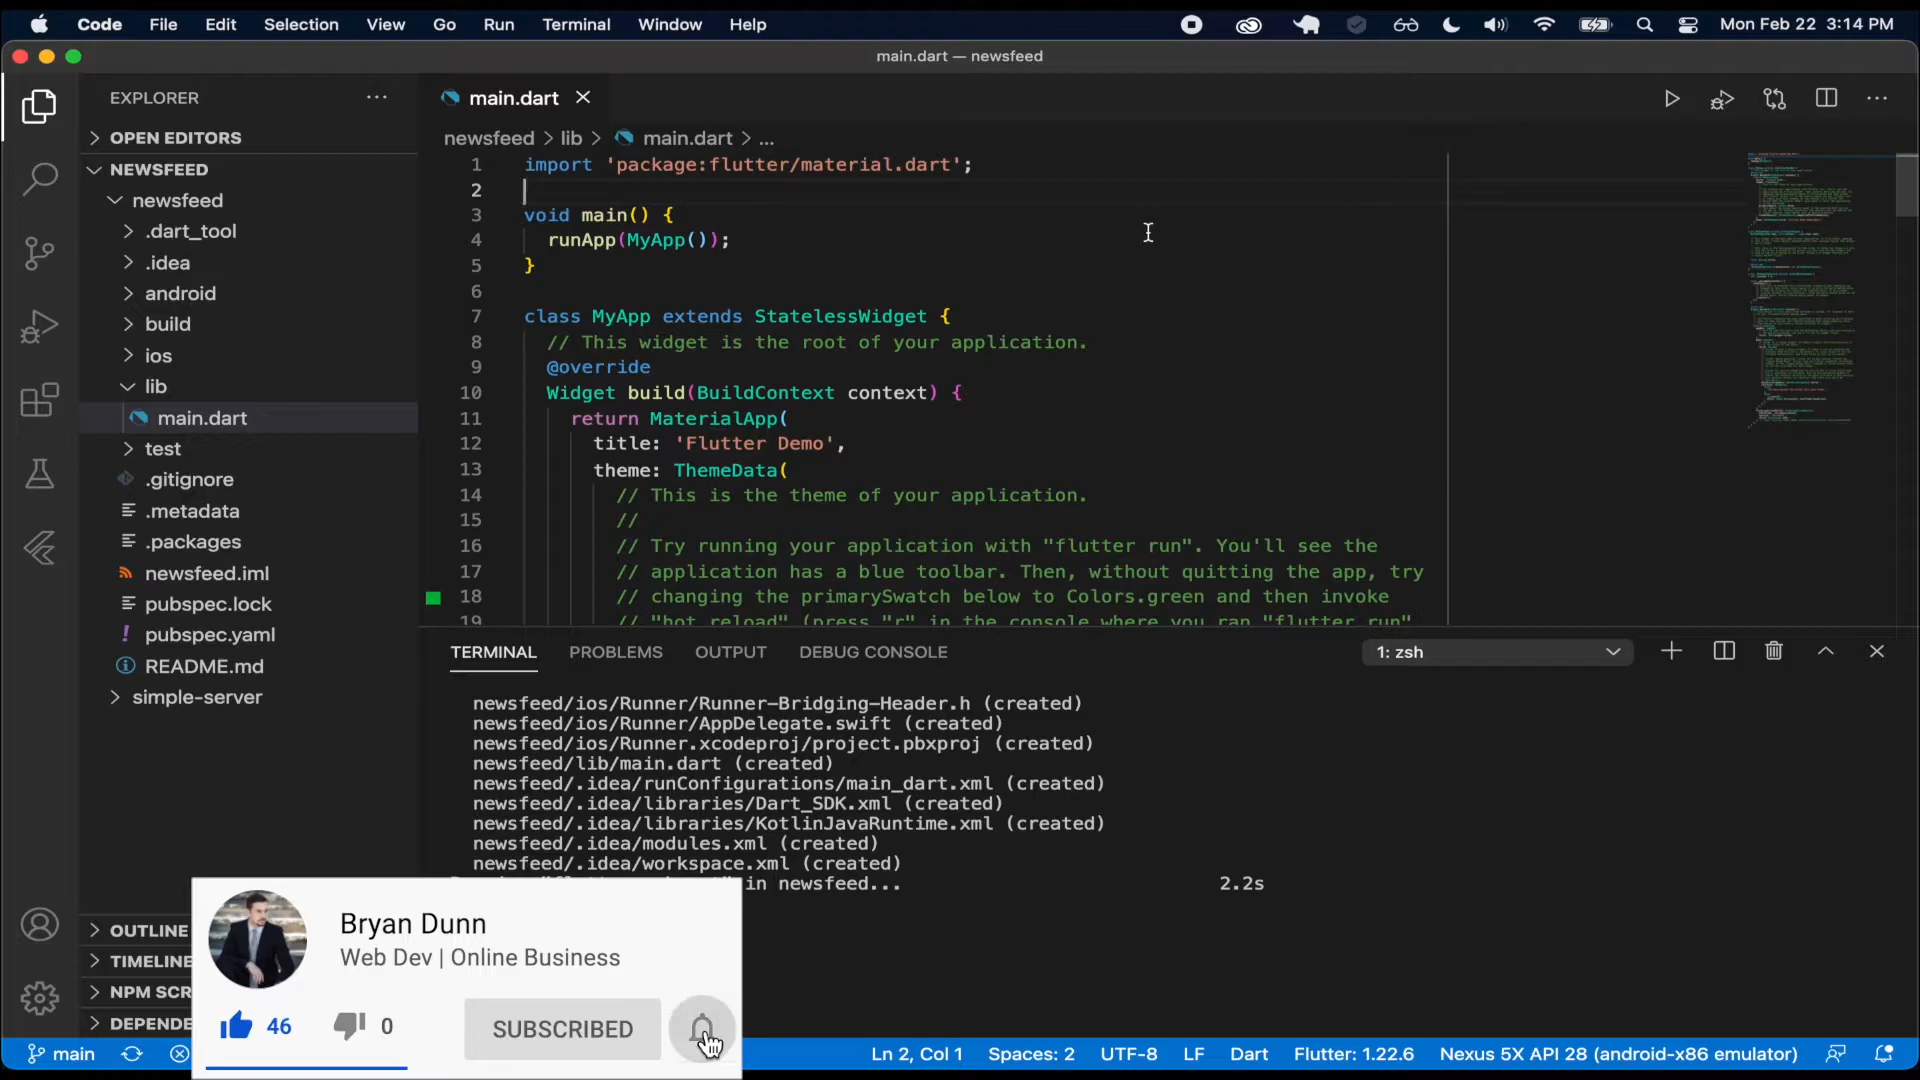 Code File Edit Selection View Go Run Terminal Window Help Mon Feb 22 3:14 PM
main.dart — newsfeed
EXPLORER
OPEN EDITORS
NEWSFEED
newsfeed
.dart_tool
.idea
android
build
ios
lib
main.dart
test
.gitignore
.metadata
.packages
newsfeed.iml
pubspec.lock
pubspec.yaml
README.md
simple-server
OUTLINE
TIMELINE
NPM SCR
DEPENDE
main.dart
newsfeed > lib > main.dart > ...
1 import 'package:flutter/material.dart';
2
3 void main() {
4 runApp(MyApp());
5 }
6
7 class MyApp extends StatelessWidget {
8 // This widget is the root of your application.
9 @override
10 Widget build(BuildContext context) {
11 return MaterialApp(
12 title: 'Flutter Demo',
13 theme: ThemeData(
14 // This is the theme of your application.
15 //
16 // Try running your application with "flutter run". You'll see the
17 // application has a blue toolbar. Then, without quitting the app, try
18 // changing the primarySwatch below to Colors.green and then invoke
19 // "hot reload" (press "r" in the console where you ran "flutter run"
TERMINAL PROBLEMS OUTPUT DEBUG CONSOLE 1: zsh
newsfeed/ios/Runner/Runner-Bridging-Header.h (created)
newsfeed/ios/Runner/AppDelegate.swift (created)
newsfeed/ios/Runner.xcodeproj/project.pbxproj (created)
newsfeed/lib/main.dart (created)
newsfeed/.idea/runConfigurations/main_dart.xml (created)
newsfeed/.idea/libraries/Dart_SDK.xml (created)
newsfeed/.idea/libraries/KotlinJavaRuntime.xml (created)
newsfeed/.idea/modules.xml (created)
newsfeed/.idea/workspace.xml (created)
in newsfeed... 2.2s
Bryan Dunn
Web Dev | Online Business
46 0 SUBSCRIBED
main Ln 2, Col 1 Spaces: 2 UTF-8 LF Dart Flutter: 1.22.6 Nexus 5X API 28 (android-x86 emulator)